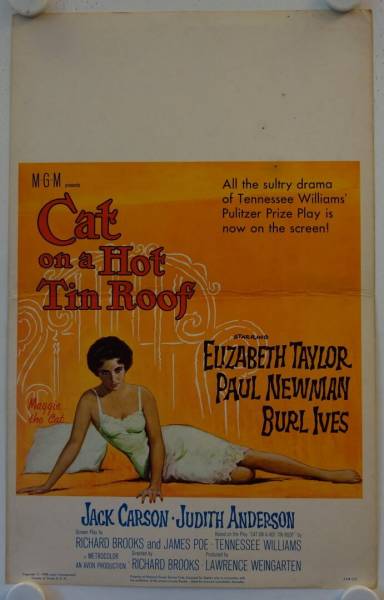 M-G-M presents
All the sultry drama
of Tennessee Williams'
Pulitzer Prize Play is
now on the screen!
Cat
on a Hot
Tin Roof
STARRING
ELIZABETH TAYLOR
PAUL NEWMAN
BURL IVES
Maggie
the Cat...
JACK CARSON · JUDITH ANDERSON
Screen Play by
RICHARD BROOKS and JAMES POE
Based on the Play "CAT ON A HOT TIN ROOF" by
TENNESSEE WILLIAMS
in METROCOLOR
AN AVON PRODUCTION
Directed by
RICHARD BROOKS
Produced by
LAWRENCE WEINGARTEN